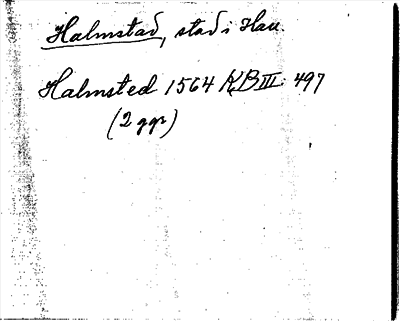 Halmstad, stad i Hall.
Halmsted 1564 KB III: 497
(2 ggr)